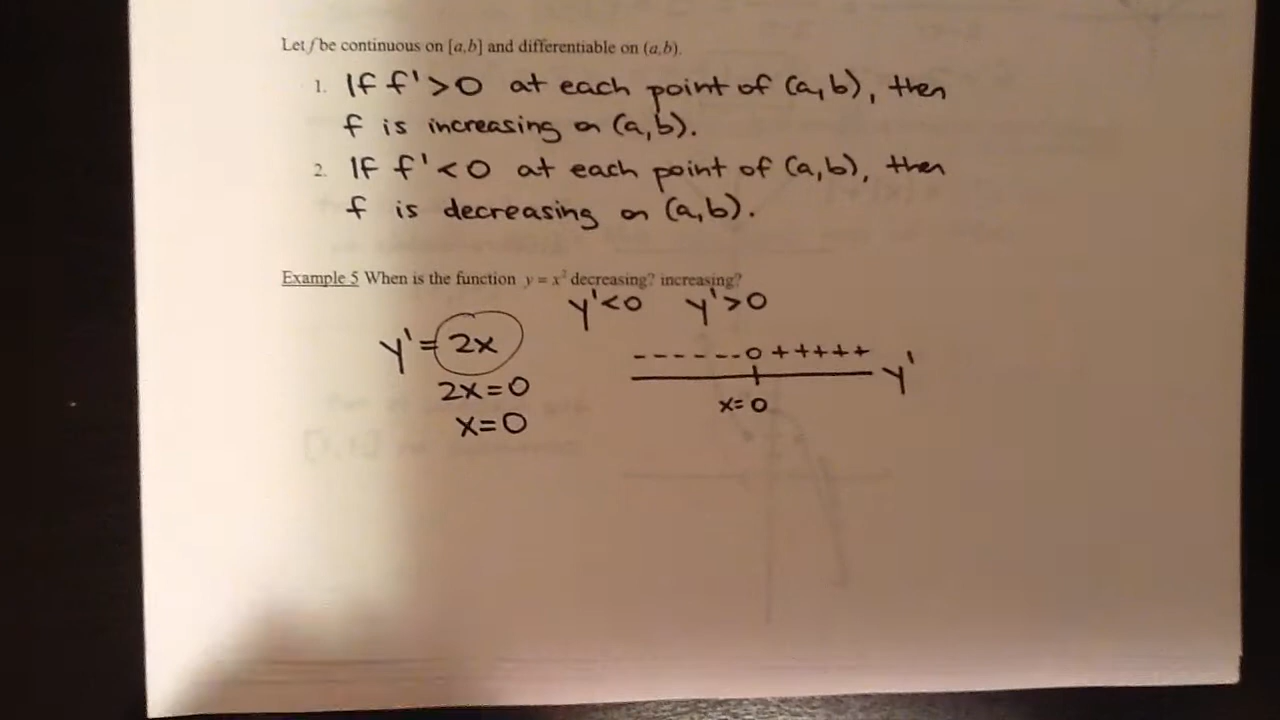 Let f be continuous on [a,b] and differentiable on (a,b).
1. If f' > 0 at each point of (a,b), then
f is increasing on (a,b).
2. If f' < 0 at each point of (a,b), then
f is decreasing on (a,b).
Example 5 When is the function y = x² decreasing? increasing?
y'<0 y'>0
y' = 2x
------0+++++
y'
2x=0
x=0
x=0